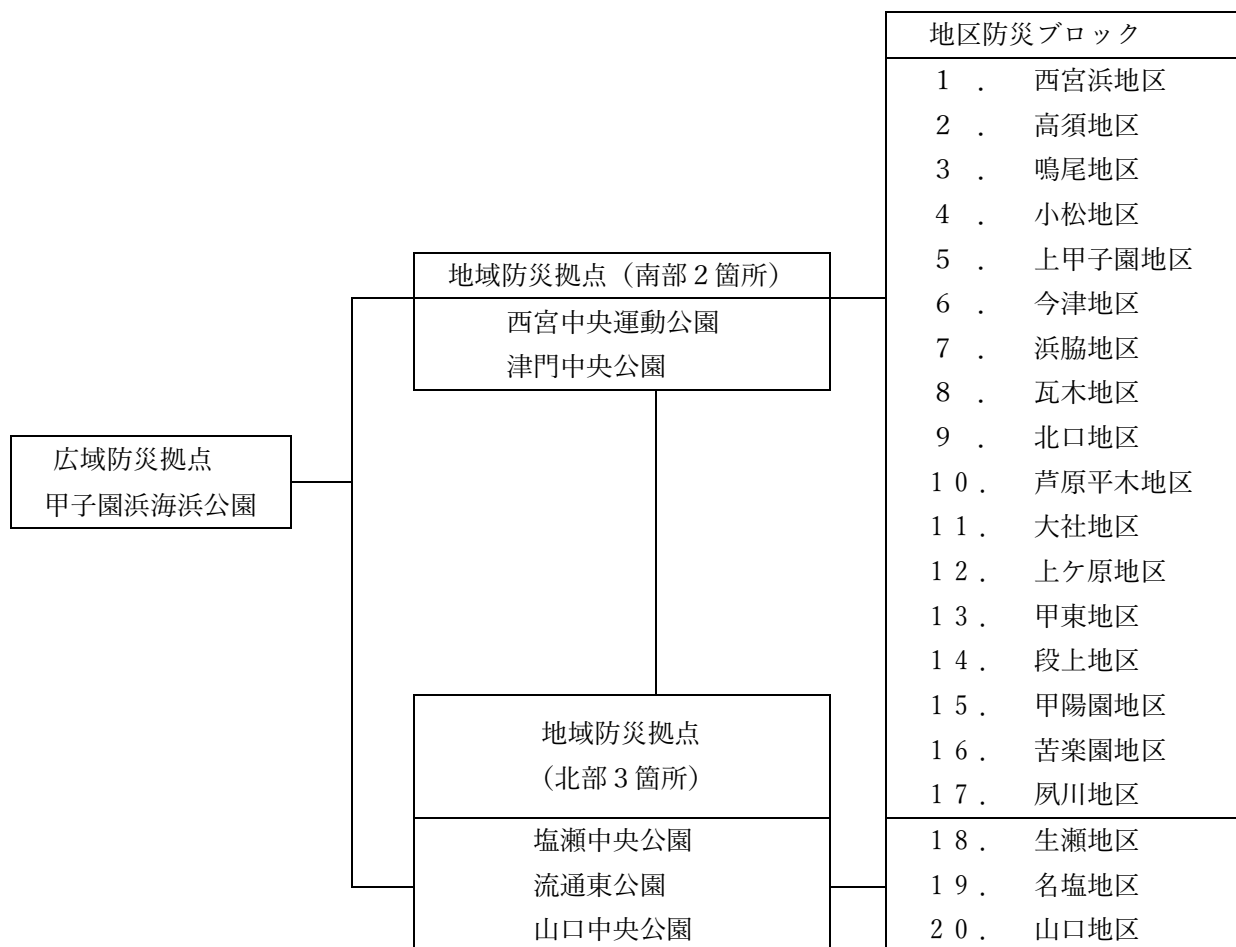 広域防災拠点
甲子園浜海浜公園
地域防災拠点（南部２箇所）
西宮中央運動公園
津門中央公園
地域防災拠点
（北部３箇所）
塩瀬中央公園
流通東公園
山口中央公園
地区防災ブロック
１．　西宮浜地区
２．　高須地区
３．　鳴尾地区
４．　小松地区
５．　上甲子園地区
６．　今津地区
７．　浜脇地区
８．　瓦木地区
９．　北口地区
１０．　芦原平木地区
１１．　大社地区
１２．　上ケ原地区
１３．　甲東地区
１４．　段上地区
１５．　甲陽園地区
１６．　苦楽園地区
１７．　夙川地区
１８．　生瀬地区
１９．　名塩地区
２０．　山口地区